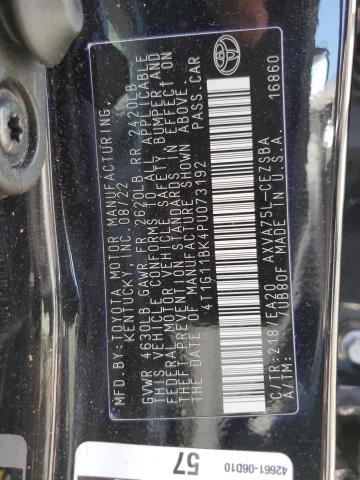 MFD. BY: TOYOTA MOTOR MANUFACTURING,
KENTUCKY, INC. 08/22
GVWR 4630LB GAWR FR 2620LB RR 2420LB
THIS VEHICLE CONFORMS TO ALL APPLICABLE
FEDERAL MOTOR VEHICLE SAFETY, BUMPER AND
THEFT-PREVENTION STANDARDS IN EFFECT ON
THE DATE OF MANUFACTURE SHOWN ABOVE
4T1G11BK4PU073192 PASS CAR
C/TR: 218/EA20 AXVA75L-CEZSBA
A/TM: /UB80F MADE IN U.S.A. 16860
57
42661-06D10